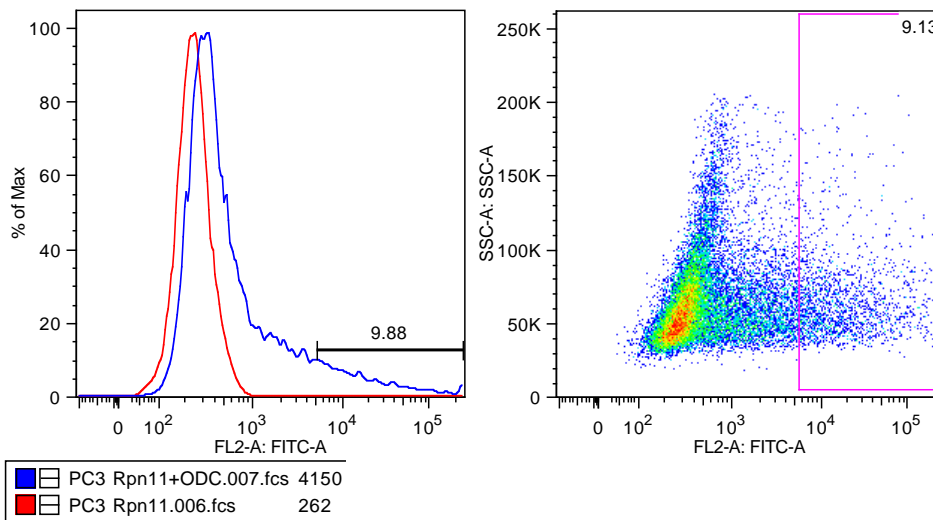 100
80
60
40
20
0
% of Max
9.88
0 10² 10³ 10⁴ 10⁵
FL2-A: FITC-A
250K
200K
150K
100K
50K
0
SSC-A: SSC-A
9.13
0 10² 10³ 10⁴ 10⁵
FL2-A: FITC-A
PC3 Rpn11+ODC.007.fcs 4150
PC3 Rpn11.006.fcs 262